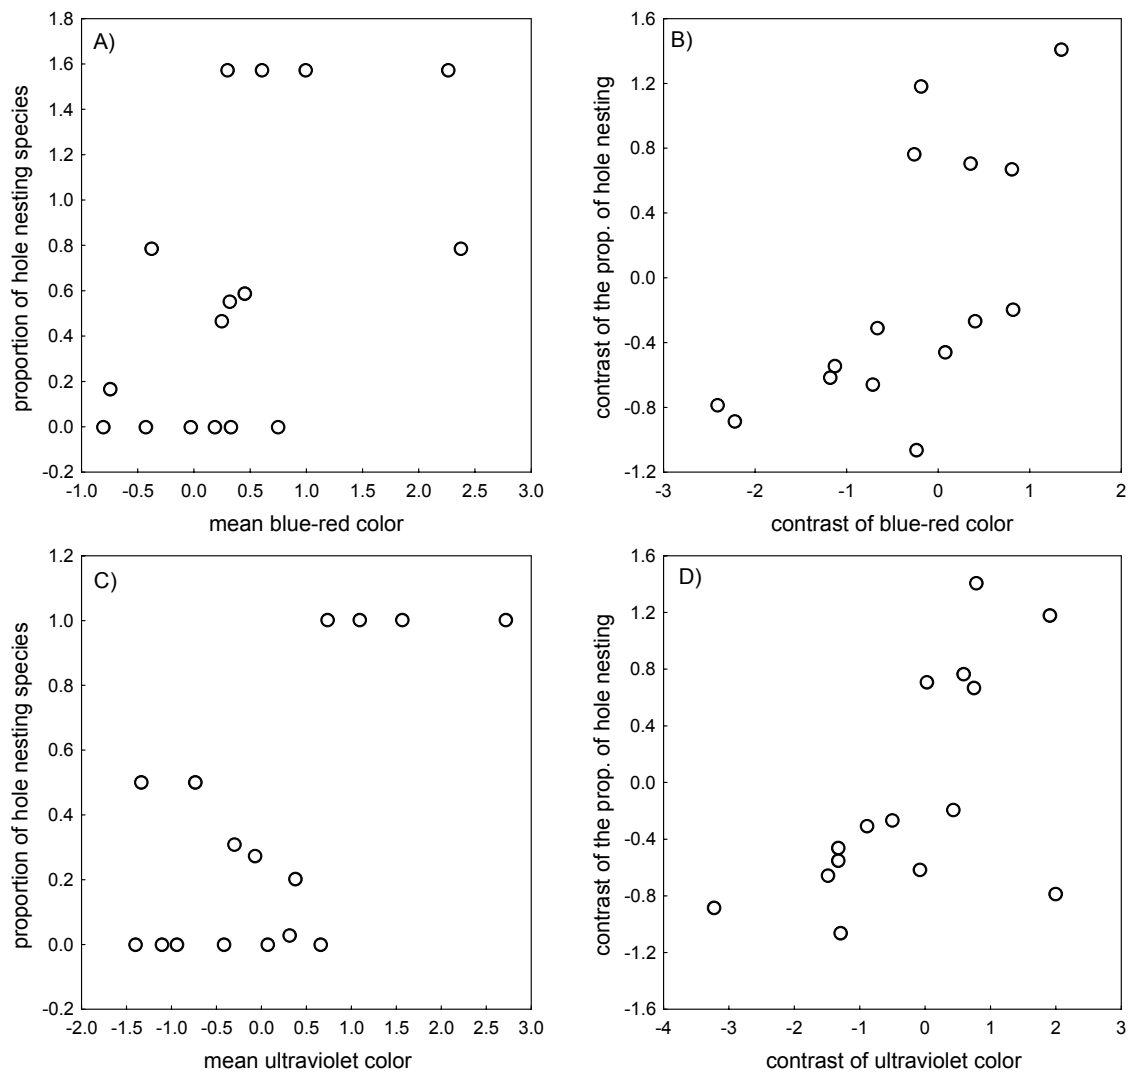 A)
1.8
1.6
1.4
1.2
1.0
0.8
0.6
0.4
0.2
0.0
-0.2
proportion of hole nesting species
-1.0 -0.5 0.0 0.5 1.0 1.5 2.0 2.5 3.0
mean blue-red color
B)
1.6
1.2
0.8
0.4
0.0
-0.4
-0.8
-1.2
contrast of the prop. of hole nesting
-3 -2 -1 0 1 2
contrast of blue-red color
C)
1.2
1.0
0.8
0.6
0.4
0.2
0.0
-0.2
proportion of hole nesting species
-2.0 -1.5 -1.0 -0.5 0.0 0.5 1.0 1.5 2.0 2.5 3.0
mean ultraviolet color
D)
1.6
1.2
0.8
0.4
0.0
-0.4
-0.8
-1.2
-1.6
contrast of the prop. of hole nesting
-4 -3 -2 -1 0 1 2 3
contrast of ultraviolet color